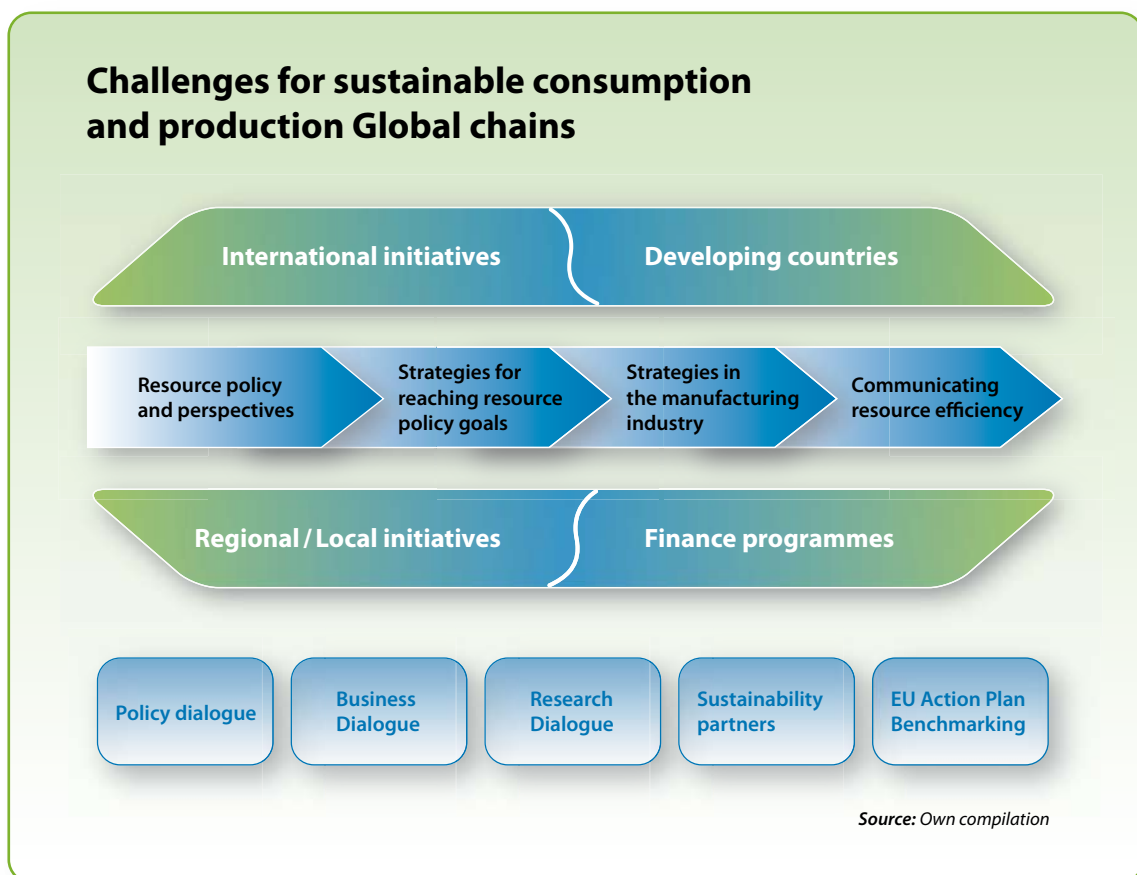 Challenges for sustainable consumption
and production Global chains
International initiatives
Developing countries
Resource policy
and perspectives
Strategies for
reaching resource
policy goals
Strategies in
the manufacturing
industry
Communicating
resource efficiency
Regional / Local initiatives
Finance programmes
Policy dialogue
Business
Dialogue
Research
Dialogue
Sustainability
partners
EU Action Plan
Benchmarking
Source: Own compilation